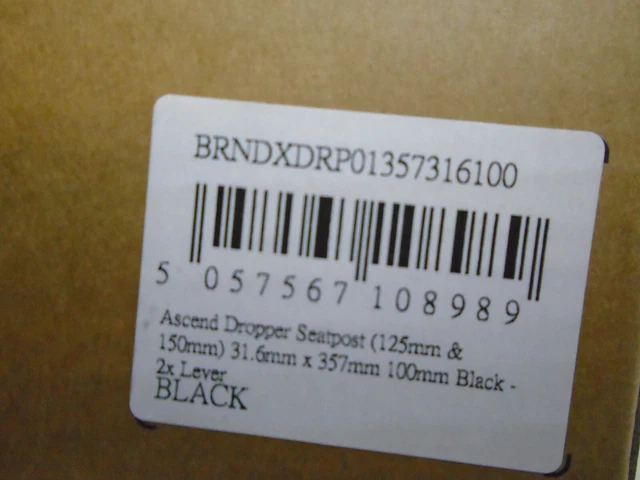 BRNDXDRP01357316100
5 057567 108989
Ascend Dropper Seatpost (125mm &
150mm) 31.6mm x 357mm 100mm Black -
2x Lever
BLACK